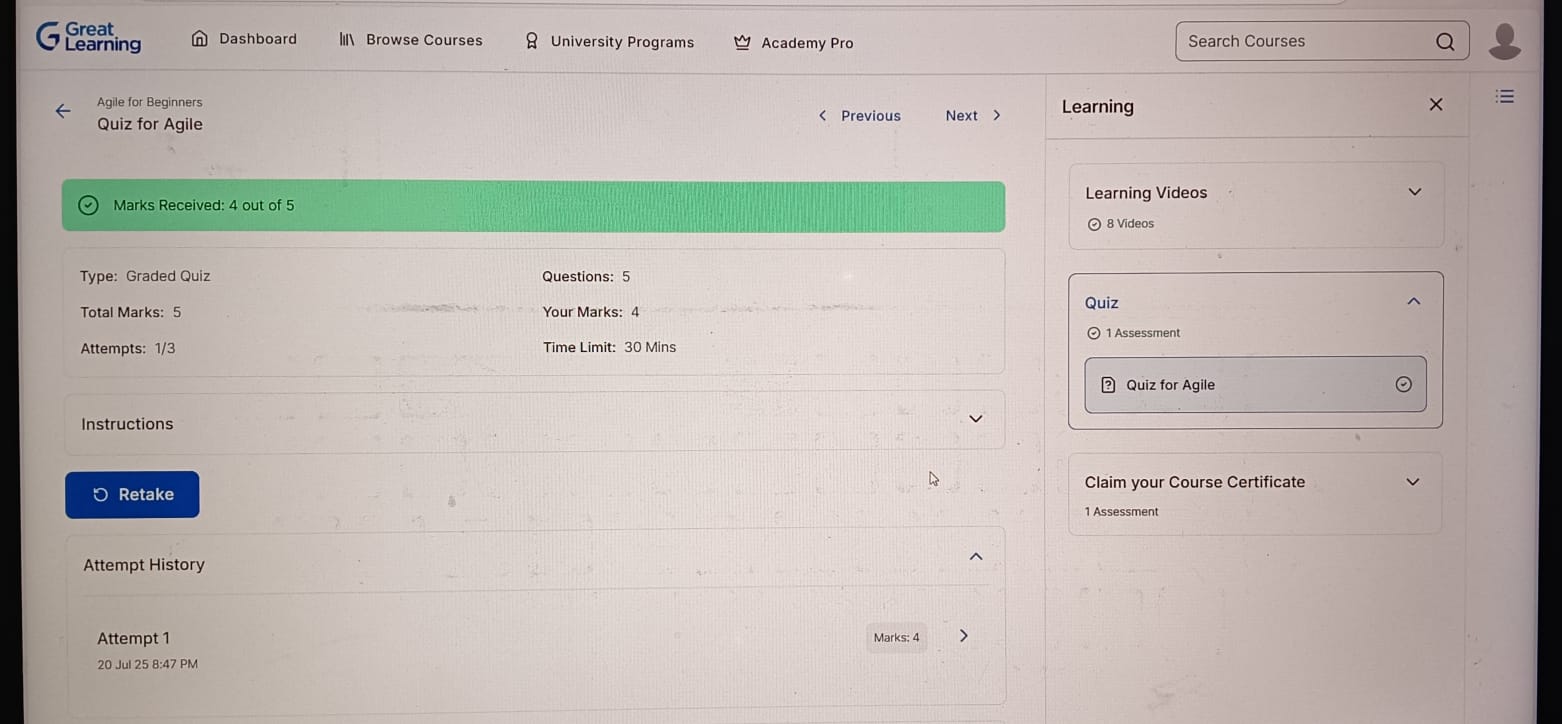 Great Learning
Dashboard
Browse Courses
University Programs
Academy Pro
Search Courses
Agile for Beginners
Quiz for Agile
Previous
Next
Learning
Marks Received: 4 out of 5
Type: Graded Quiz
Questions: 5
Total Marks: 5
Your Marks: 4
Attempts: 1/3
Time Limit: 30 Mins
Instructions
Retake
Attempt History
Attempt 1
20 Jul 25 8:47 PM
Marks: 4
Learning Videos
8 Videos
Quiz
1 Assessment
Quiz for Agile
Claim your Course Certificate
1 Assessment